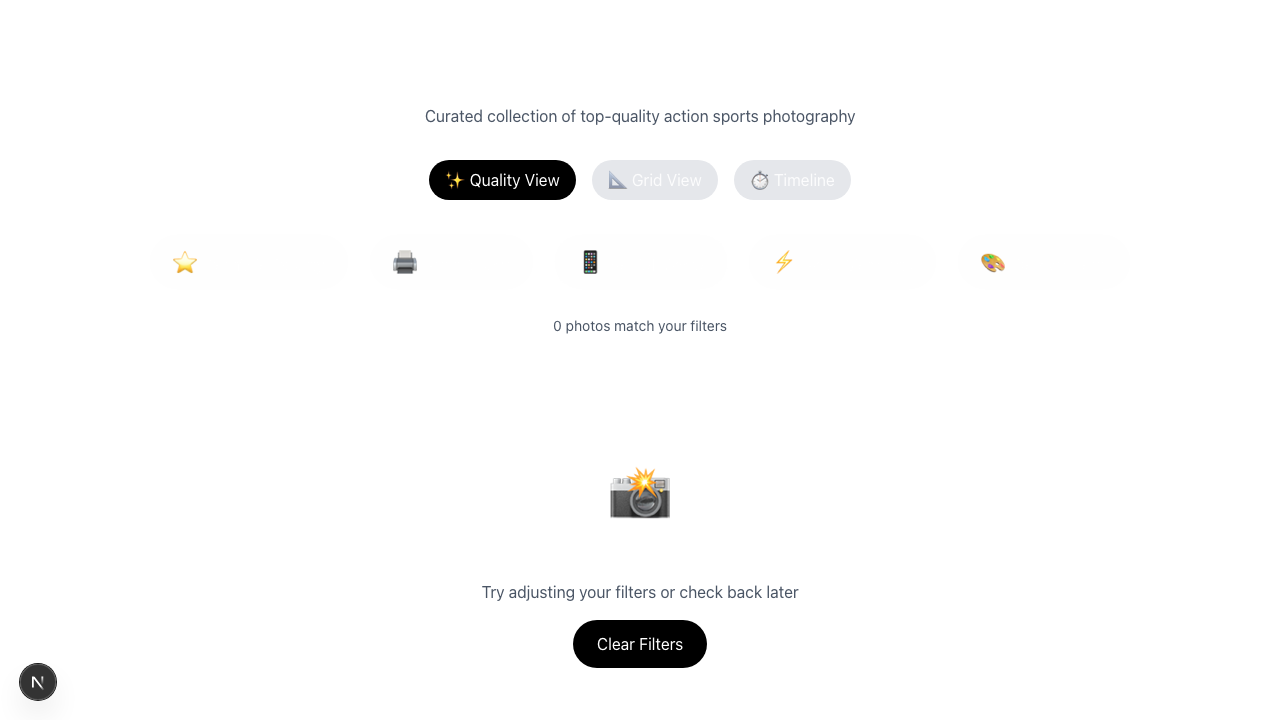 Curated collection of top-quality action sports photography
✨ Quality View
📐 Grid View
⏱ Timeline
0 photos match your filters
Try adjusting your filters or check back later
Clear Filters
N